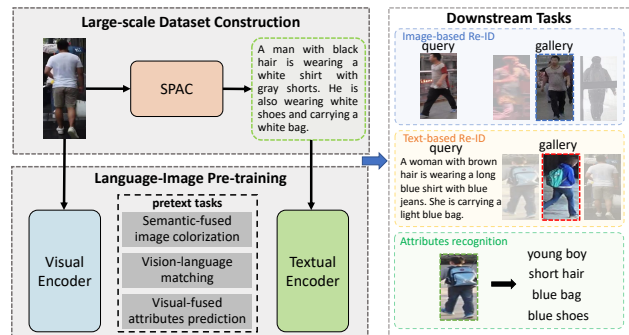 Large-scale Dataset Construction
SPAC
A man with black
hair is wearing a
white shirt with
gray shorts. He is
also wearing white
shoes and carrying a
white bag.
Language-Image Pre-training
Visual
Encoder
pretext tasks
Semantic-fused
image colorization
Vision-language
matching
Visual-fused
attributes prediction
Textual
Encoder
Downstream Tasks
Image-based Re-ID
query
gallery
Text-based Re-ID
query
gallery
A woman with brown
hair is wearing a long
blue shirt with blue
jeans. She is carrying a
light blue bag.
Attributes recognition
young boy
short hair
blue bag
blue shoes